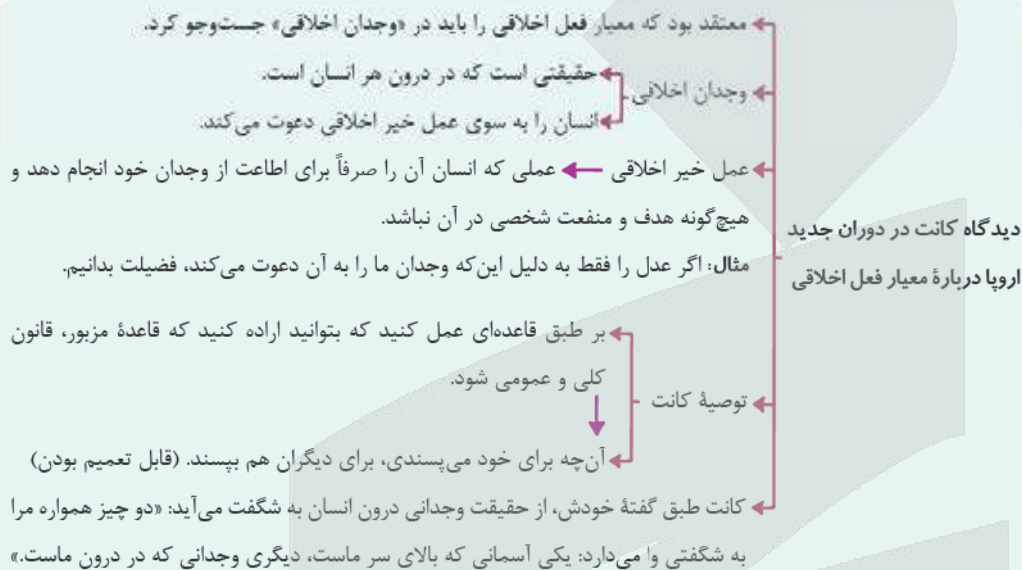 دیدگاه کانت در دوران جدید
اروپا دربارهٔ معیار فعل اخلاقی
معتقد بود که معیار فعل اخلاقی را باید در «وجدان اخلاقی» جست‌وجو کرد.
وجدان اخلاقی
حقیقتی است که در درون هر انسان است.
انسان را به سوی عمل خیر اخلاقی دعوت می‌کند.
عمل خیر اخلاقی ← عملی که انسان آن را صرفاً برای اطاعت از وجدان خود انجام دهد و
هیچ‌گونه هدف و منفعت شخصی در آن نباشد.
مثال: اگر عدل را فقط به دلیل این‌که وجدان ما را به آن دعوت می‌کند، فضیلت بدانیم.
توصیهٔ کانت
بر طبق قاعده‌ای عمل کنید که بتوانید اراده کنید که قاعدهٔ مزبور، قانون
کلی و عمومی شود.
آن‌چه برای خود می‌پسندی، برای دیگران هم بپسند. (قابل تعمیم بودن)
کانت طبق گفتهٔ خودش، از حقیقت وجدانی درون انسان به شگفت می‌آید: «دو چیز همواره مرا
به شگفتی وا می‌دارد: یکی آسمانی که بالای سر ماست، دیگری وجدانی که در درون ماست.»